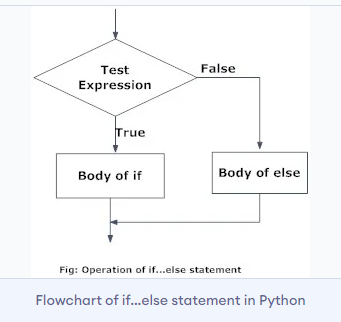 Test
Expression
False
True
Body of if
Body of else
Fig: Operation of if...else statement
Flowchart of if...else statement in Python